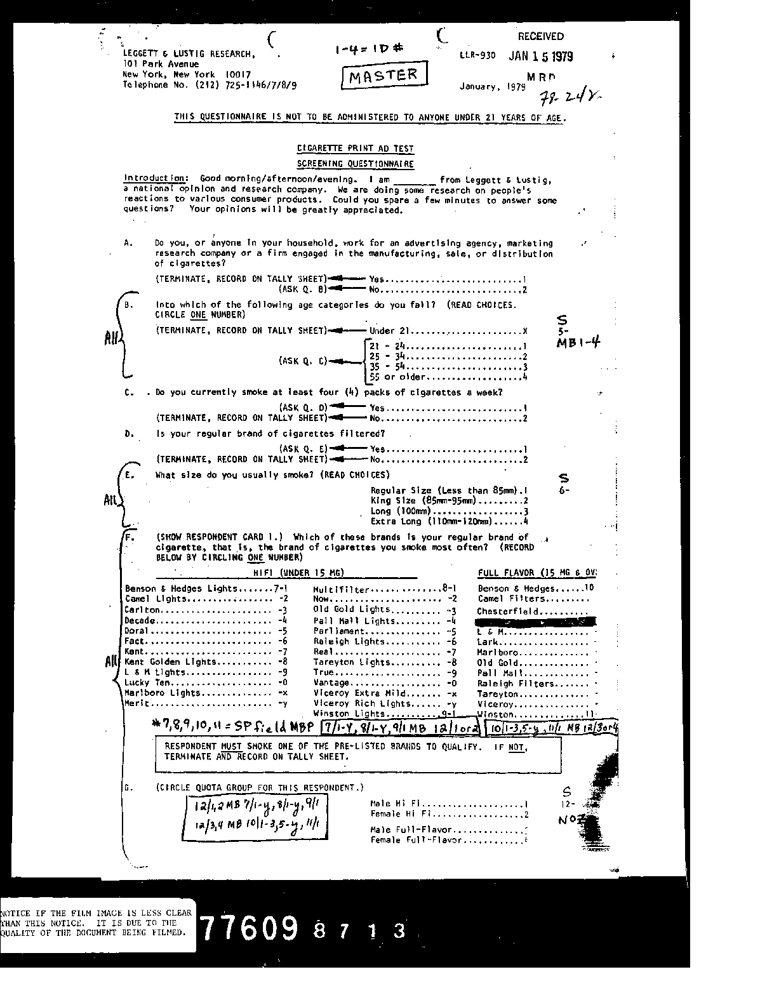 RECEIVED
LEGGETT & LUSTIG RESEARCH,
1-4=ID#
LLR-930 JAN 15 1979
101 Park Avenue
New York, New York 10017
MASTER
MRD
Telephone No. (212) 725-1146/7/8/9
January, 1979
THIS QUESTIONNAIRE IS NOT TO BE ADMINISTERED TO ANYONE UNDER 21 YEARS OF AGE.
CIGARETTE PRINT AD TEST
SCREENING QUESTIONNAIRE
Introduction: Good morning/afternoon/evening. I am ______ from Leggett & Lustig,
a national opinion and research company. We are doing some research on people's
reactions to various consumer products. Could you spare a few minutes to answer some
questions? Your opinions will be greatly appreciated.
A. Do you, or anyone in your household, work for an advertising agency, marketing
research company or a firm engaged in the manufacturing, sale, or distribution
of cigarettes?
(TERMINATE, RECORD ON TALLY SHEET) Yes..............................1
(ASK Q. B) No...............................2
B. Into which of the following age categories do you fall? (READ CHOICES.
CIRCLE ONE NUMBER)
S
5-
MB1-4
All
(TERMINATE, RECORD ON TALLY SHEET) Under 21........................X
21 - 24.........................1
(ASK Q. C) 25 - 34.........................2
35 - 54.........................3
55 or older.....................4
C. Do you currently smoke at least four (4) packs of cigarettes a week?
(ASK Q. D) Yes..............................1
(TERMINATE, RECORD ON TALLY SHEET) No...............................2
D. Is your regular brand of cigarettes filtered?
(ASK Q. E) Yes..............................1
(TERMINATE, RECORD ON TALLY SHEET) No...............................2
E. What size do you usually smoke? (READ CHOICES)
S
6-
All
Regular Size (Less than 85mm).1
King Size (85mm-95mm)........2
Long (100mm).................3
Extra Long (110mm-120mm).....4
F. (SHOW RESPONDENT CARD 1.) Which of these brands is your regular brand of
cigarette, that is, the brand of cigarettes you smoke most often? (RECORD
BELOW BY CIRCLING ONE NUMBER)
HIFI (UNDER 15 MG) FULL FLAVOR (15 MG & OV
Benson & Hedges Lights.......7-1 Multifilter..............8-1 Benson & Hedges......10
Camel Lights................. -2 Now...................... -2 Camel Filters........
Carlton...................... -3 Old Gold Lights.......... -3 Chesterfield.........
Decade....................... -4 Pall Mall Lights......... -4
Doral........................ -5 Parliament............... -5 L & M................
Fact......................... -6 Raleigh Lights........... -6 Lark.................
Kent......................... -7 Real..................... -7 Marlboro.............
All Kent Golden Lights........... -8 Tareyton Lights.......... -8 Old Gold.............
L & M Lights................. -9 True..................... -9 Pall Mall............
Lucky Ten.................... -0 Vantage.................. -0 Raleigh Filters......
Marlboro Lights.............. -x Viceroy Extra Mild....... -x Tareyton.............
Merit........................ -y Viceroy Rich Lights...... -y Viceroy..............
Winston Lights...........9-1 Winston.............11
*7,8,9,10,11 = SP field MBP 7/1-Y, 8/1-Y, 9/1 MB 12/1or2 10/1-3,5-y, 11/1 MB 12/3or4
RESPONDENT MUST SMOKE ONE OF THE PRE-LISTED BRANDS TO QUALIFY. IF NOT,
TERMINATE AND RECORD ON TALLY SHEET.
G. (CIRCLE QUOTA GROUP FOR THIS RESPONDENT.)
S
12-
12/1,2 MB 7/1-y, 8/1-y, 9/1
12/3,4 MB 10/1-3,5-y, 11/1
Male Hi Fi...................1
Female Hi Fi.................2
Male Full-Flavor............
Female Full-Flavor..........
NOTICE IF THE FILM IMAGE IS LESS CLEAR
THAN THIS NOTICE. IT IS DUE TO THE
QUALITY OF THE DOCUMENT BEING FILMED.
77609 8713